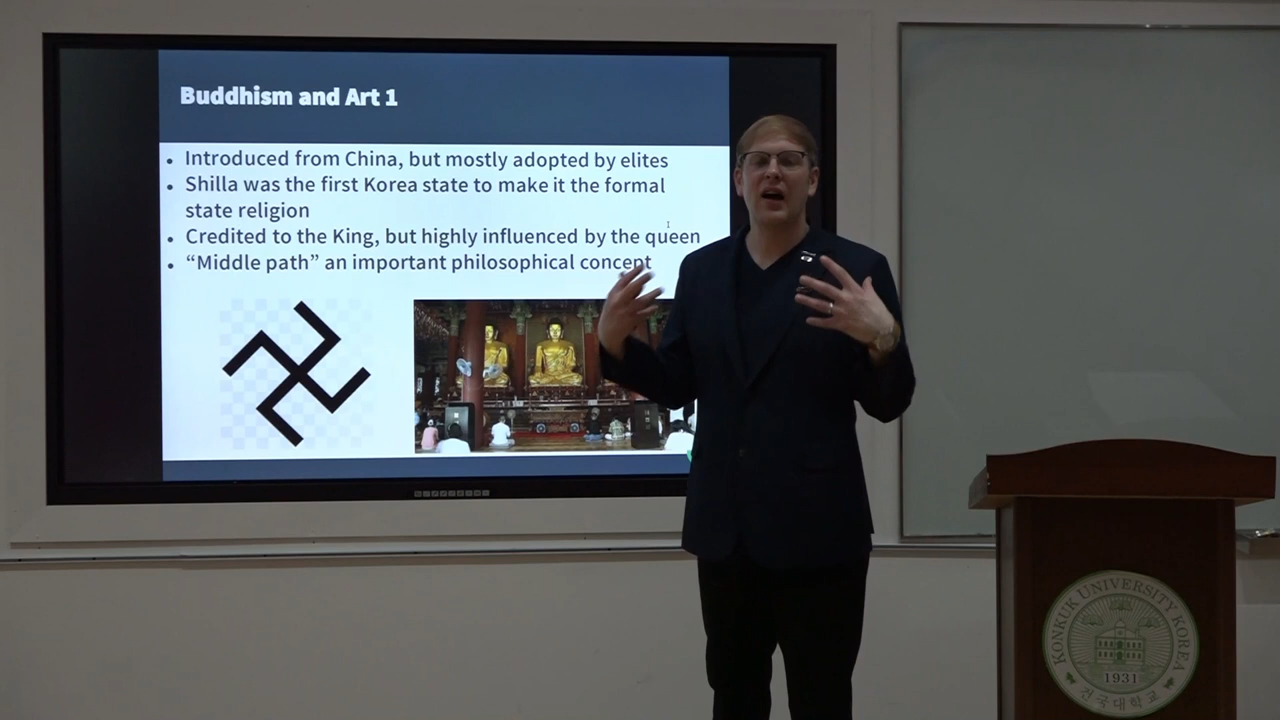 Buddhism and Art 1
• Introduced from China, but mostly adopted by elites
• Shilla was the first Korea state to make it the formal
state religion
• Credited to the King, but highly influenced by the queen
• “Middle path” an important philosophical concept
KONKUK UNIVERSITY KOREA
1931
건국대학교